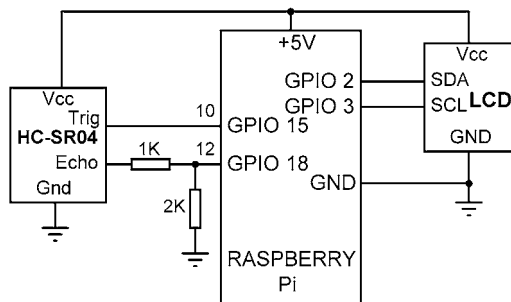 +5V
Vcc
GPIO 2
SDA
LCD
Vcc
GPIO 3
SCL
Trig
10
GPIO 15
HC-SR04
GND
Echo
1K
12
GPIO 18
Gnd
2K
GND
RASPBERRY
Pi